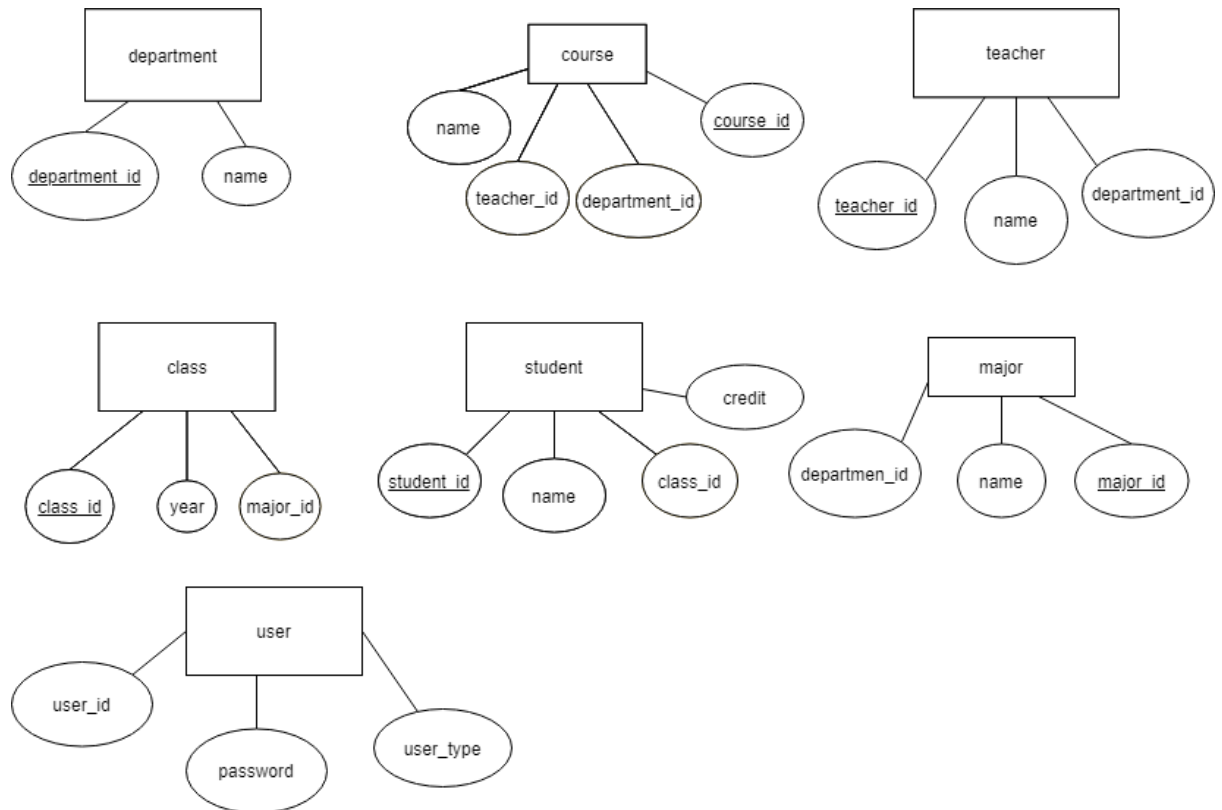 department
course
teacher
name
course_id
department_id
name
teacher_id
department_id
teacher_id
name
department_id
class
student
major
credit
class_id
year
major_id
student_id
name
class_id
departmen_id
name
major_id
user
user_id
password
user_type